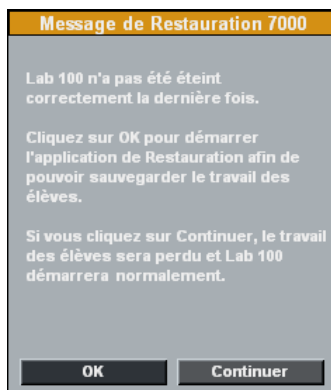 Message de Restauration 7000
Lab 100 n'a pas été éteint
correctement la dernière fois.
Cliquez sur OK pour démarrer
l'application de Restauration afin de
pouvoir sauvegarder le travail des
élèves.
Si vous cliquez sur Continuer, le travail
des élèves sera perdu et Lab 100
démarrera normalement.
OK
Continuer